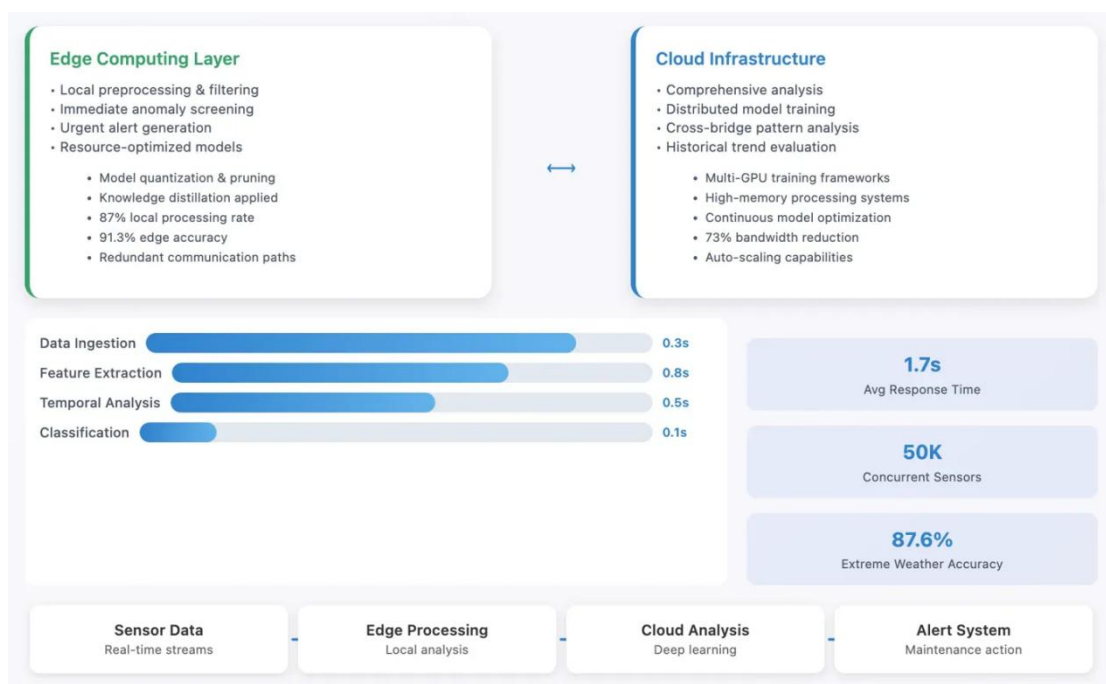 Edge Computing Layer
• Local preprocessing & filtering
• Immediate anomaly screening
• Urgent alert generation
• Resource-optimized models
• Model quantization & pruning
• Knowledge distillation applied
• 87% local processing rate
• 91.3% edge accuracy
• Redundant communication paths
↔
Cloud Infrastructure
• Comprehensive analysis
• Distributed model training
• Cross-bridge pattern analysis
• Historical trend evaluation
• Multi-GPU training frameworks
• High-memory processing systems
• Continuous model optimization
• 73% bandwidth reduction
• Auto-scaling capabilities
Data Ingestion 0.3s
Feature Extraction 0.8s
Temporal Analysis 0.5s
Classification 0.1s
1.7s
Avg Response Time
50K
Concurrent Sensors
87.6%
Extreme Weather Accuracy
Sensor Data
Real-time streams
Edge Processing
Local analysis
Cloud Analysis
Deep learning
Alert System
Maintenance action